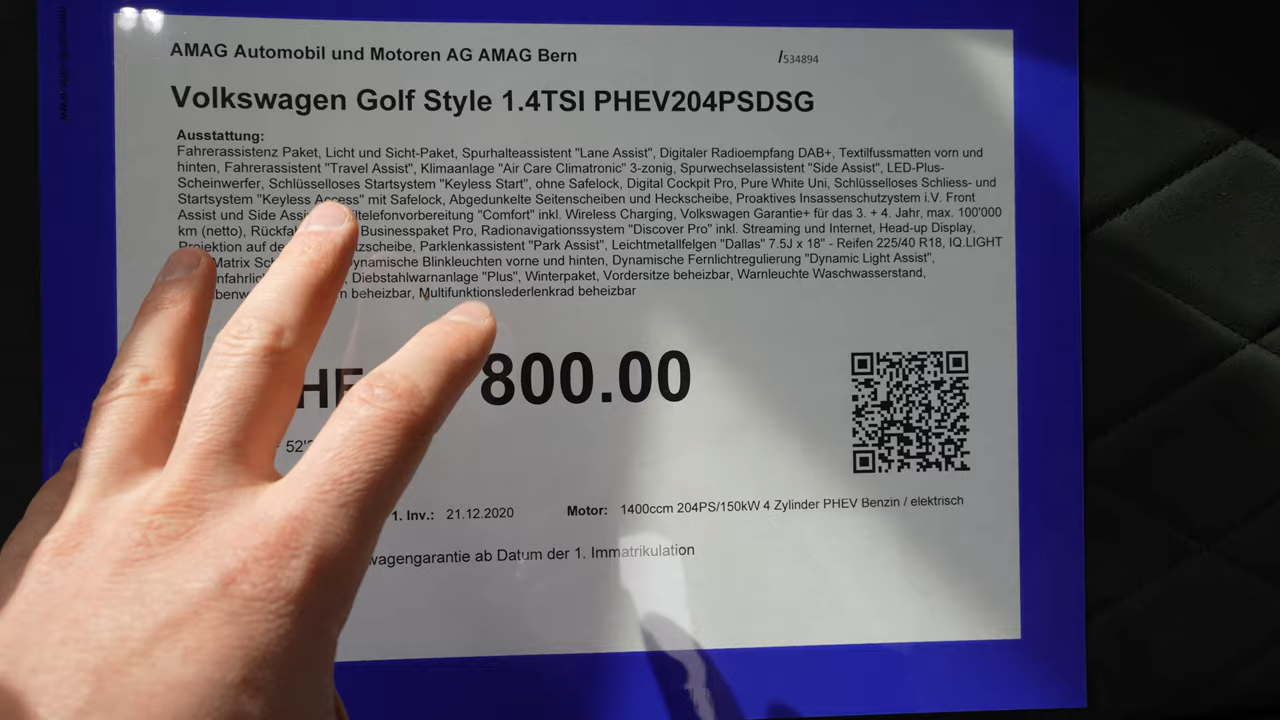 AMAG Automobil und Motoren AG AMAG Bern
/534894
Volkswagen Golf Style 1.4TSI PHEV204PSDSG
Ausstattung:
Fahrerassistenz Paket, Licht und Sicht-Paket, Spurhalteassistent "Lane Assist", Digitaler Radioempfang DAB+, Textilfussmatten vorn und
hinten, Fahrerassistent "Travel Assist", Klimaanlage "Air Care Climatronic" 3-zonig, Spurwechselassistent "Side Assist", LED-Plus-
Scheinwerfer, Schlüsselloses Startsystem "Keyless Start", ohne Safelock, Digital Cockpit Pro, Pure White Uni, Schlüsselloses Schliess- und
Startsystem "Keyless Access" mit Safelock, Abgedunkelte Seitenscheiben und Heckscheibe, Proaktives Insassenschutzsystem i.V. Front
Assist und Side ltelefonvorbereitung "Comfort" inkl. Wireless Charging, Volkswagen Garantie+ für das 3. + 4. Jahr, max. 100'000
km (netto), Businesspaket Pro, Radionavigationssystem "Discover Pro" inkl. Streaming und Internet, Head-up Display,
Projektion auf tzscheibe, Parklenkassistent "Park Assist", Leichtmetallfelgen "Dallas" 7.5J x 18" - Reifen 225/40 R18, IQ.LIGHT
Matrix Dynamische Blinkleuchten vorne und hinten, Dynamische Fernlichtregulierung "Dynamic Light Assist",
Diebstahlwarnanlage "Plus", Winterpaket, Vordersitze beheizbar, Warnleuchte Waschwasserstand,
beheizbar, Multifunktionslederlenkrad beheizbar
800.00
52'
1. Inv.: 21.12.2020 Motor: 1400ccm 204PS/150kW 4 Zylinder PHEV Benzin / elektrisch
wagengarantie ab Datum der 1. Immatrikulation